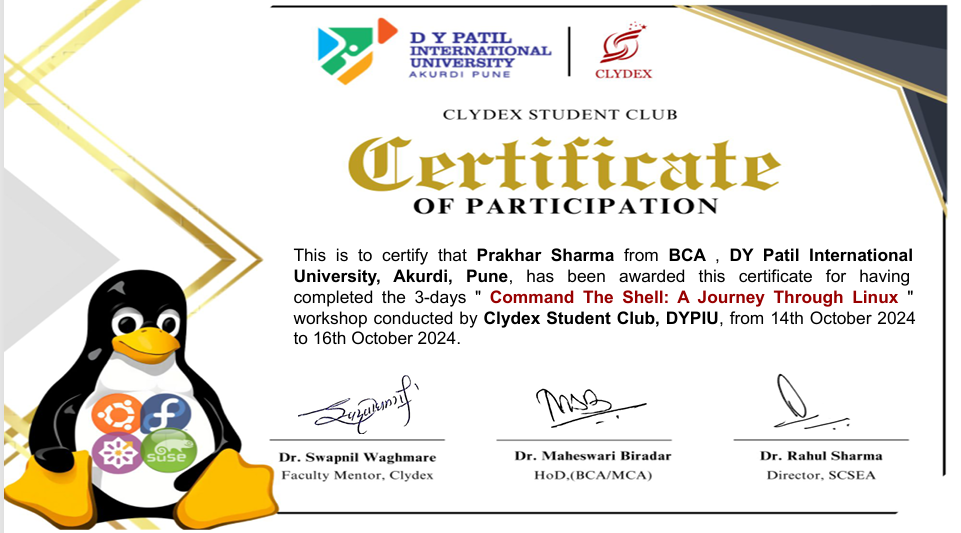 D Y PATIL
INTERNATIONAL
UNIVERSITY
AKURDI PUNE
CLYDEX
CLYDEX STUDENT CLUB
Certificate
OF PARTICIPATION
This is to certify that Prakhar Sharma from BCA , DY Patil International
University, Akurdi, Pune, has been awarded this certificate for having
completed the 3-days " Command The Shell: A Journey Through Linux "
workshop conducted by Clydex Student Club, DYPIU, from 14th October 2024
to 16th October 2024.
Dr. Swapnil Waghmare
Faculty Mentor, Clydex
Dr. Maheswari Biradar
HoD,(BCA/MCA)
Dr. Rahul Sharma
Director, SCSEA
SUSE